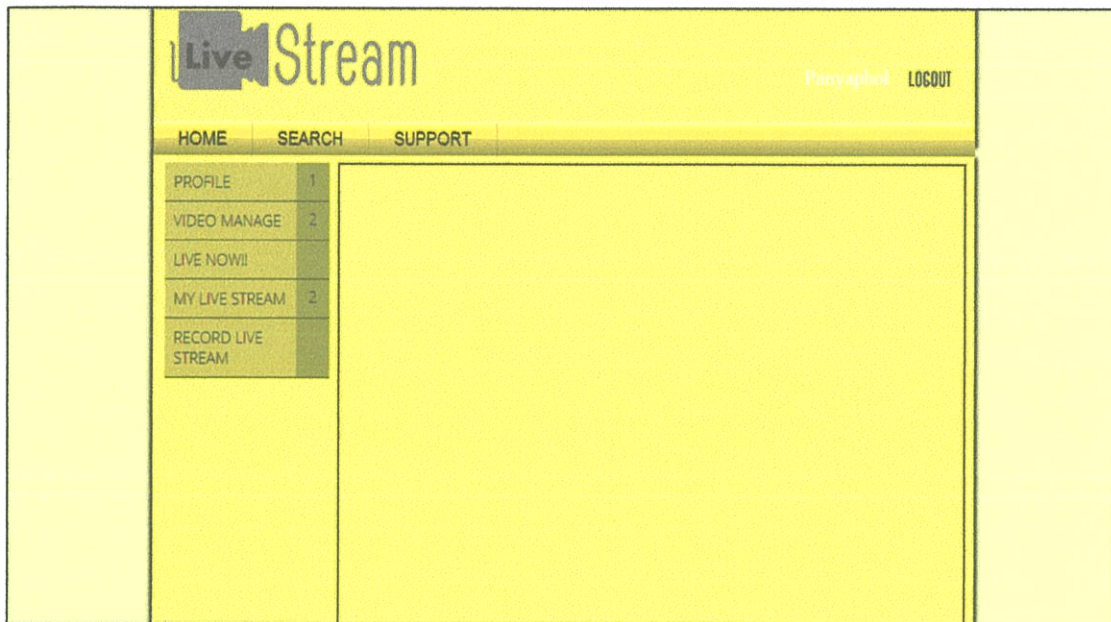 Live Stream
Panyaphol LOGOUT
HOME SEARCH SUPPORT
PROFILE 1
VIDEO MANAGE 2
LIVE NOW!!
MY LIVE STREAM 2
RECORD LIVE
STREAM